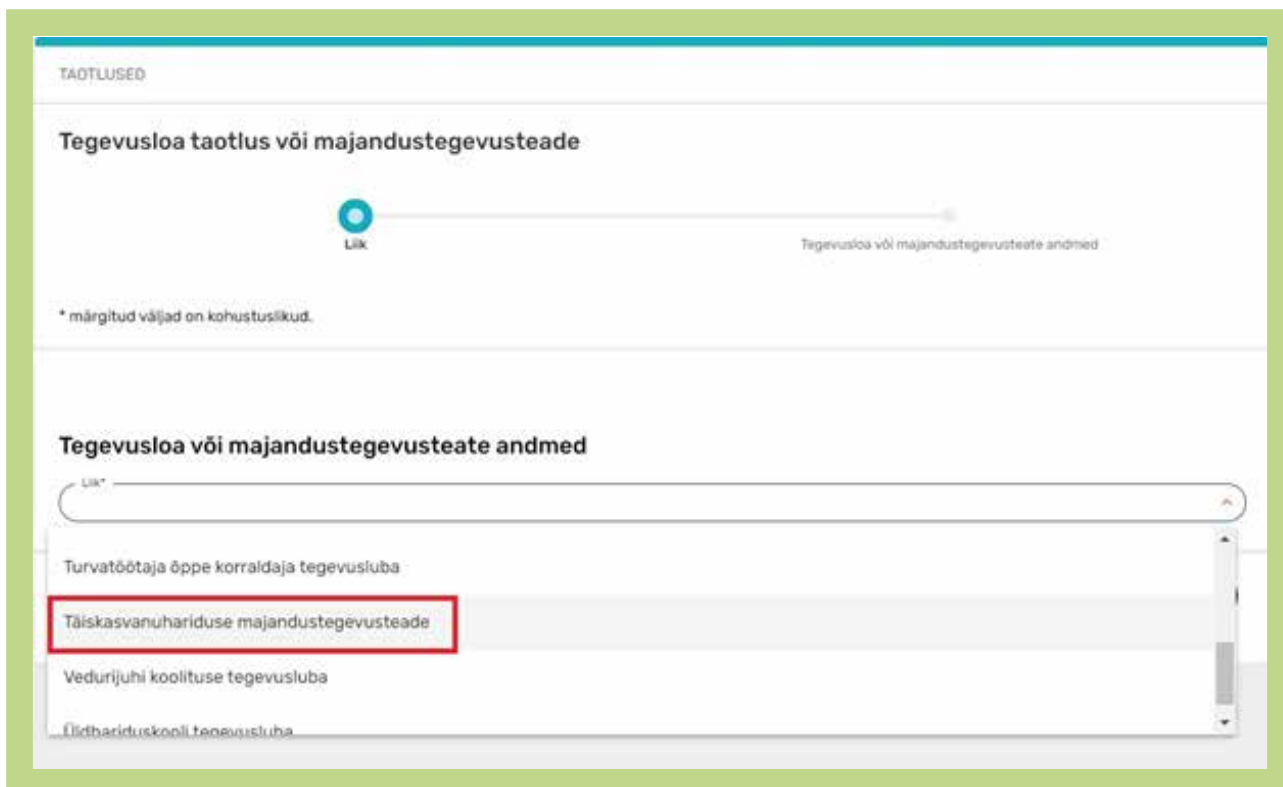 TAOTLUSED
Tegevusloa taotlus või majandustegevusteade
Liik
Tegevusloa või majandustegevusteate andmed
* märgitud väljad on kohustuslikud.
Tegevusloa või majandustegevusteate andmed
Liik*
Turvatöötaja õppe korraldaja tegevusluba
Täiskasvanuhariduse majandustegevusteade
Vedurijuhi koolituse tegevusluba
Üldhariduskooli tegevusluba